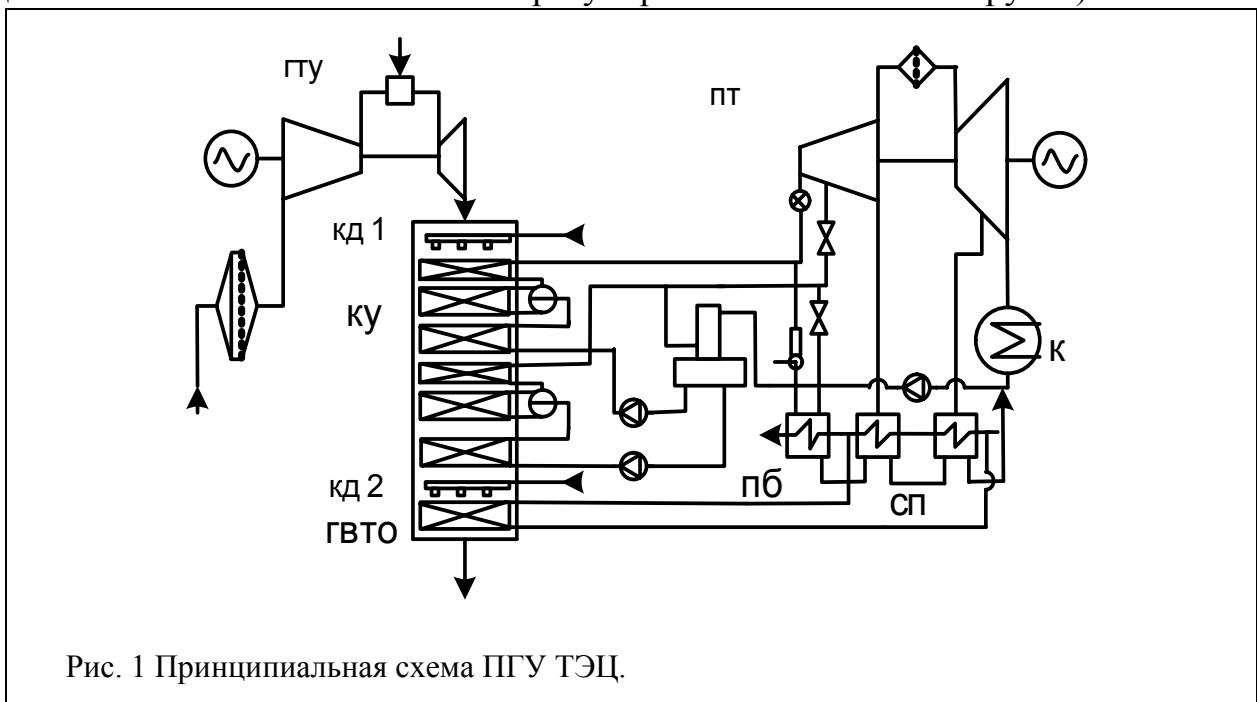 гту
пт
кд 1
ку
к
кд 2
пб
сп
гвто
Рис. 1 Принципиальная схема ПГУ ТЭЦ.